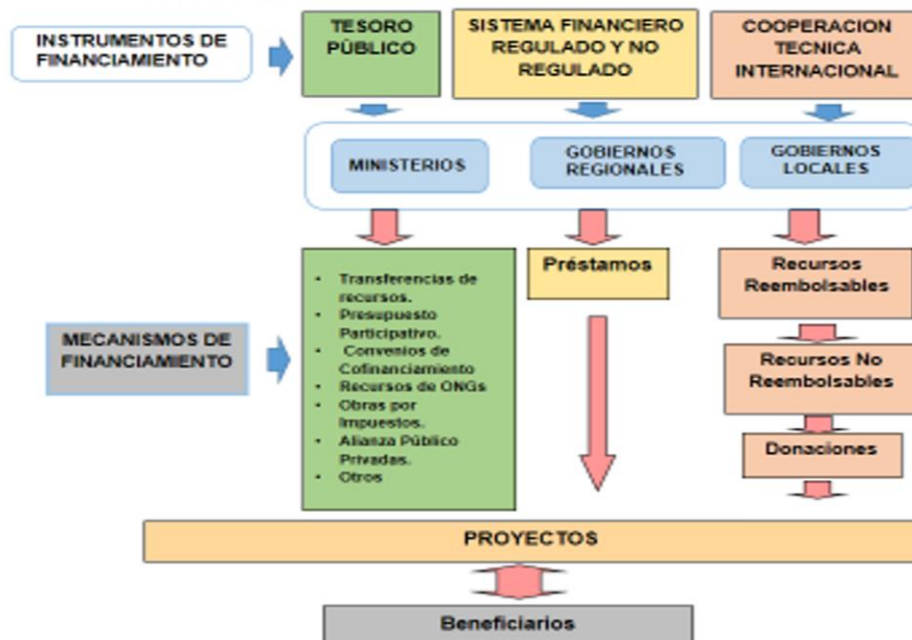 INSTRUMENTOS DE
FINANCIAMIENTO
TESORO
PÚBLICO
SISTEMA FINANCIERO
REGULADO Y NO
REGULADO
COOPERACION
TECNICA
INTERNACIONAL
MINISTERIOS
GOBIERNOS
REGIONALES
GOBIERNOS
LOCALES
MECANISMOS DE
FINANCIAMIENTO
• Transferencias de
recursos.
• Presupuesto
Participativo.
• Convenios de
Cofinanciamiento
• Recursos de ONGs
• Obras por
Impuestos.
• Alianza Público
Privadas.
• Otros
Préstamos
Recursos
Reembolsables
Recursos No
Reembolsables
Donaciones
PROYECTOS
Beneficiarios